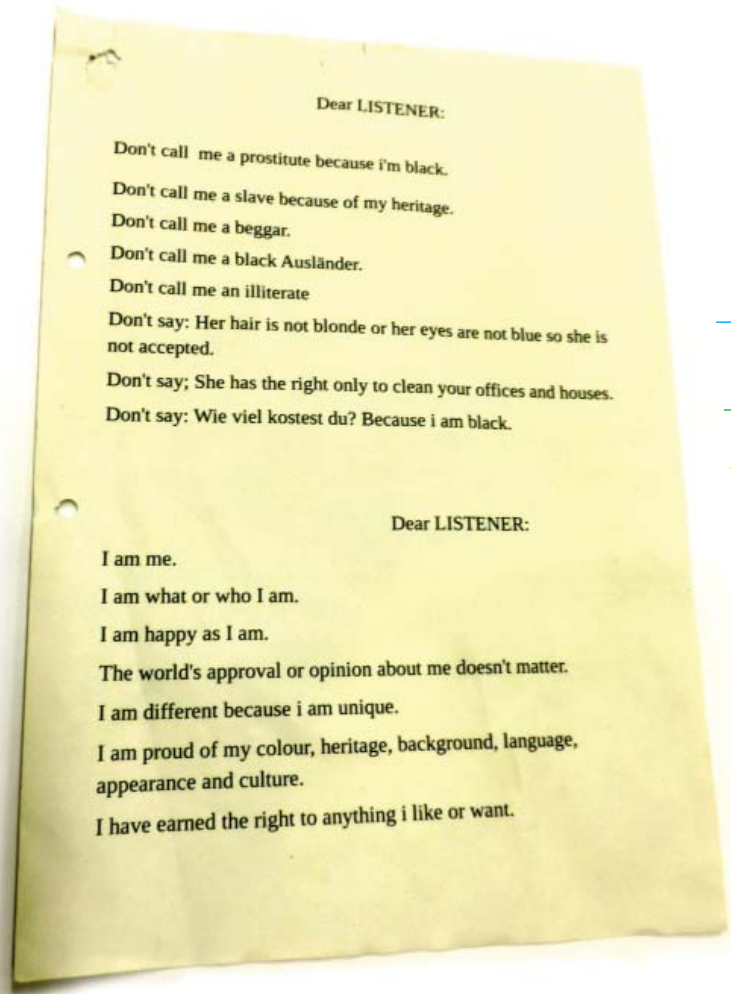 Dear LISTENER:
Don't call  me a prostitute because i'm black.
Don't call me a slave because of my heritage.
Don't call me a beggar.
Don't call me a black Ausländer.
Don't call me an illiterate
Don't say: Her hair is not blonde or her eyes are not blue so she is
not accepted.
Don't say; She has the right only to clean your offices and houses.
Don't say: Wie viel kostest du? Because i am black.
Dear LISTENER:
I am me.
I am what or who I am.
I am happy as I am.
The world's approval or opinion about me doesn't matter.
I am different because i am unique.
I am proud of my colour, heritage, background, language,
appearance and culture.
I have earned the right to anything i like or want.